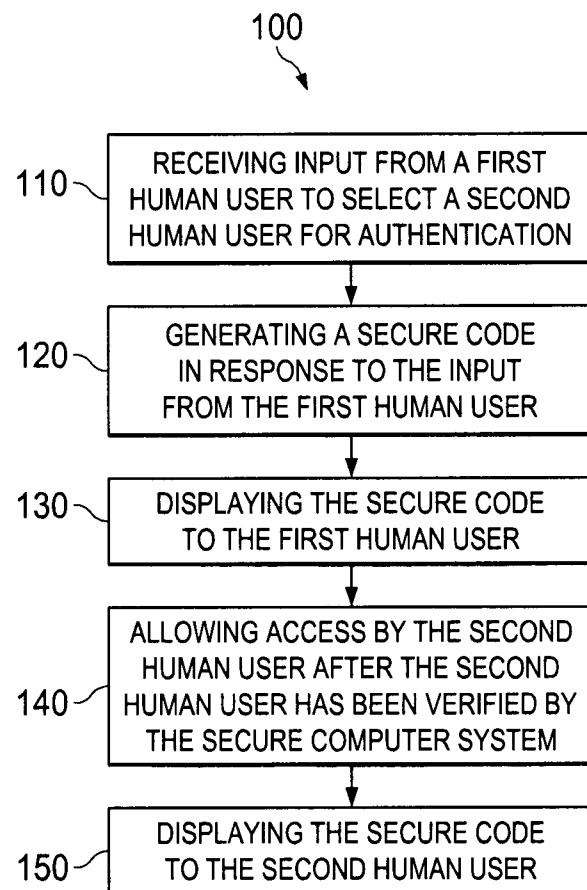 100
110
RECEIVING INPUT FROM A FIRST
HUMAN USER TO SELECT A SECOND
HUMAN USER FOR AUTHENTICATION
120
GENERATING A SECURE CODE
IN RESPONSE TO THE INPUT
FROM THE FIRST HUMAN USER
130
DISPLAYING THE SECURE CODE
TO THE FIRST HUMAN USER
140
ALLOWING ACCESS BY THE SECOND
HUMAN USER AFTER THE SECOND
HUMAN USER HAS BEEN VERIFIED BY
THE SECURE COMPUTER SYSTEM
150
DISPLAYING THE SECURE CODE
TO THE SECOND HUMAN USER